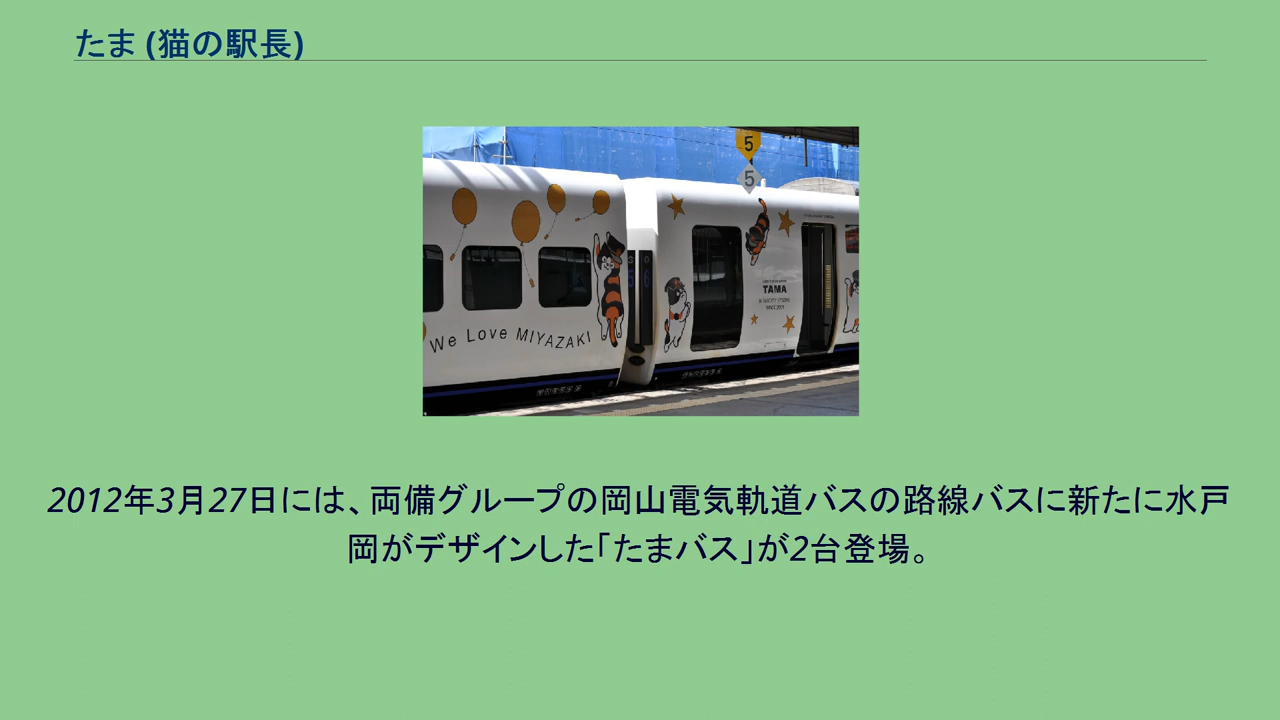 たま (猫の駅長)
5
5
We Love MIYAZAKI
TAMA
2012年3月27日には、両備グループの岡山電気軌道バスの路線バスに新たに水戸
岡がデザインした「たまバス」が2台登場。